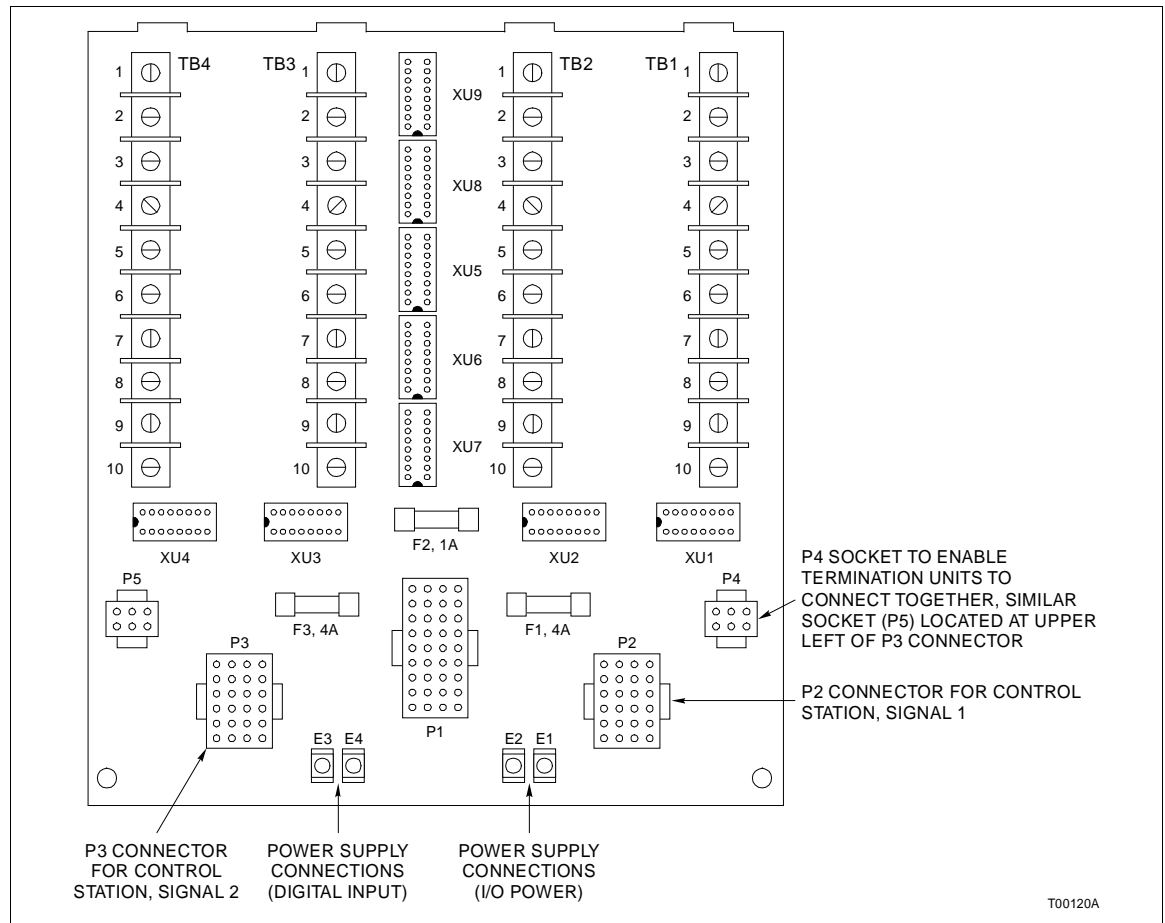 TB4 TB3 TB2 TB1
1 1 1 1
XU9
2 2 2 2
3 3 3 3
XU8
4 4 4 4
5 5 5 5
XU5
6 6 6 6
7 7 7 7
XU6
8 8 8 8
9 9 9 9
XU7
10 10 10 10
XU4 XU3 F2, 1A XU2 XU1
P5 P4
F3, 4A F1, 4A
P4 SOCKET TO ENABLE
TERMINATION UNITS TO
CONNECT TOGETHER, SIMILAR
SOCKET (P5) LOCATED AT UPPER
LEFT OF P3 CONNECTOR
P3 P2
P2 CONNECTOR FOR CONTROL
STATION, SIGNAL 1
P1
E3 E4 E2 E1
P3 CONNECTOR
FOR CONTROL
STATION, SIGNAL 2
POWER SUPPLY
CONNECTIONS
(DIGITAL INPUT)
POWER SUPPLY
CONNECTIONS
(I/O POWER)
T00120A